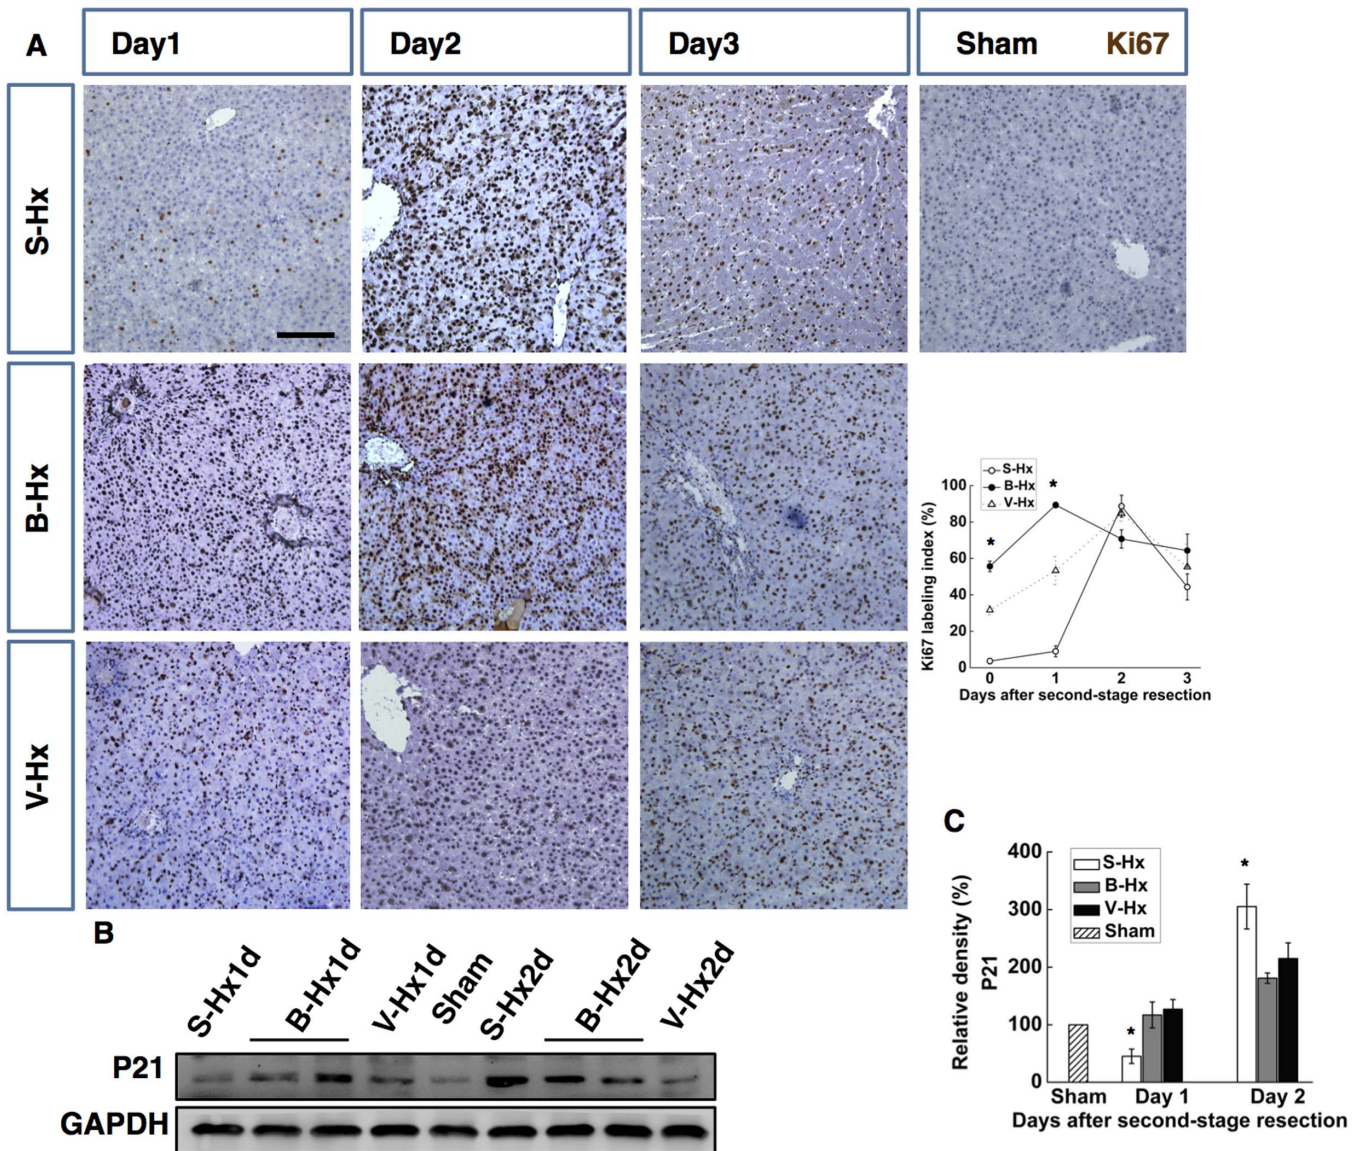 A
Day1
Day2
Day3
Sham Ki67
S-Hx
B-Hx
V-Hx
S-Hx
B-Hx
V-Hx
*
*
Ki67 labeling index (%)
100
80
60
40
20
0
0 1 2 3
Days after second-stage resection
B
S-Hx1d
B-Hx1d
V-Hx1d
Sham
S-Hx2d
B-Hx2d
V-Hx2d
P21
GAPDH
C
Relative density (%)
P21
400
300
200
100
0
S-Hx
B-Hx
V-Hx
Sham
*
*
Sham Day 1 Day 2
Days after second-stage resection